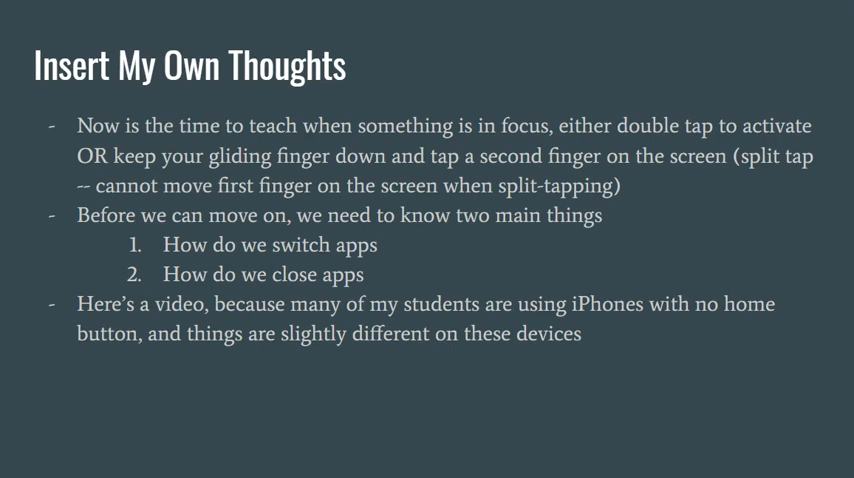 Insert My Own Thoughts
- Now is the time to teach when something is in focus, either double tap to activate
OR keep your gliding finger down and tap a second finger on the screen (split tap
-- cannot move first finger on the screen when split-tapping)
- Before we can move on, we need to know two main things
1. How do we switch apps
2. How do we close apps
- Here’s a video, because many of my students are using iPhones with no home
button, and things are slightly different on these devices